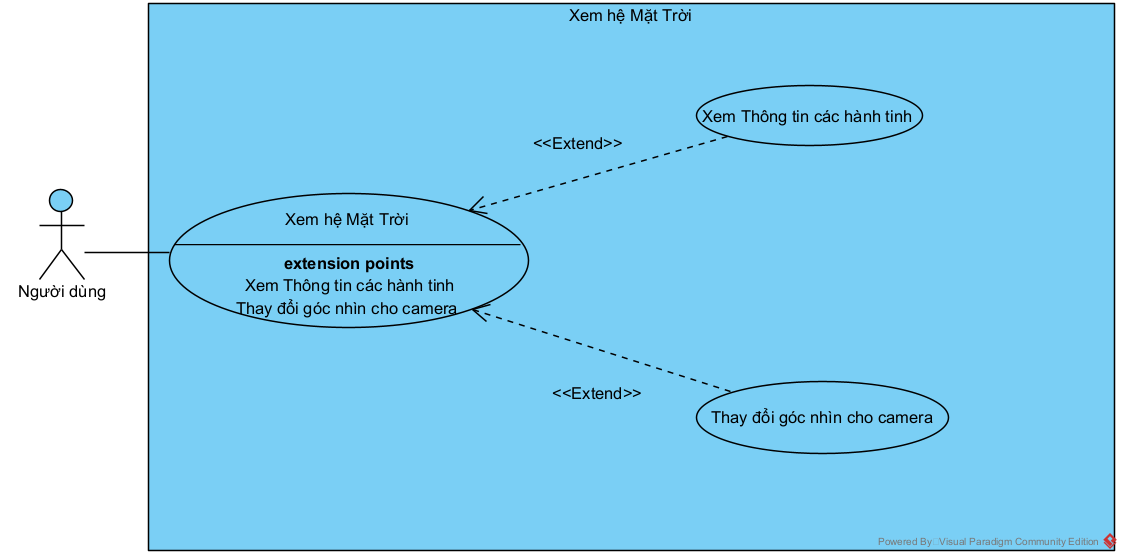 Xem hệ Mặt Trời
Xem Thông tin các hành tinh
<<Extend>>
Xem hệ Mặt Trời
extension points
Xem Thông tin các hành tinh
Thay đổi góc nhìn cho camera
Người dùng
<<Extend>>
Thay đổi góc nhìn cho camera
Powered By Visual Paradigm Community Edition